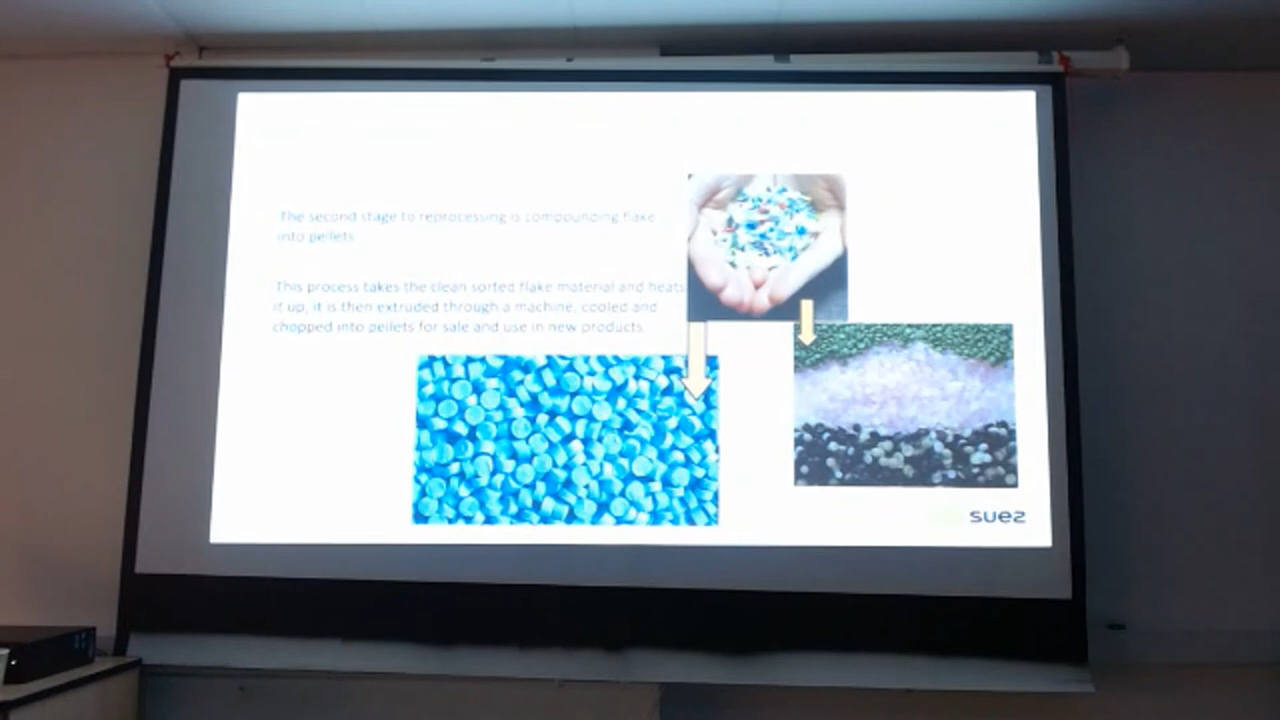 The second stage to reprocessing is compounding flake
into pellets
This process takes the clean sorted flake material and heats
it up, it is then extruded through a machine, cooled and
chopped into pellets for sale and use in new products.
suez